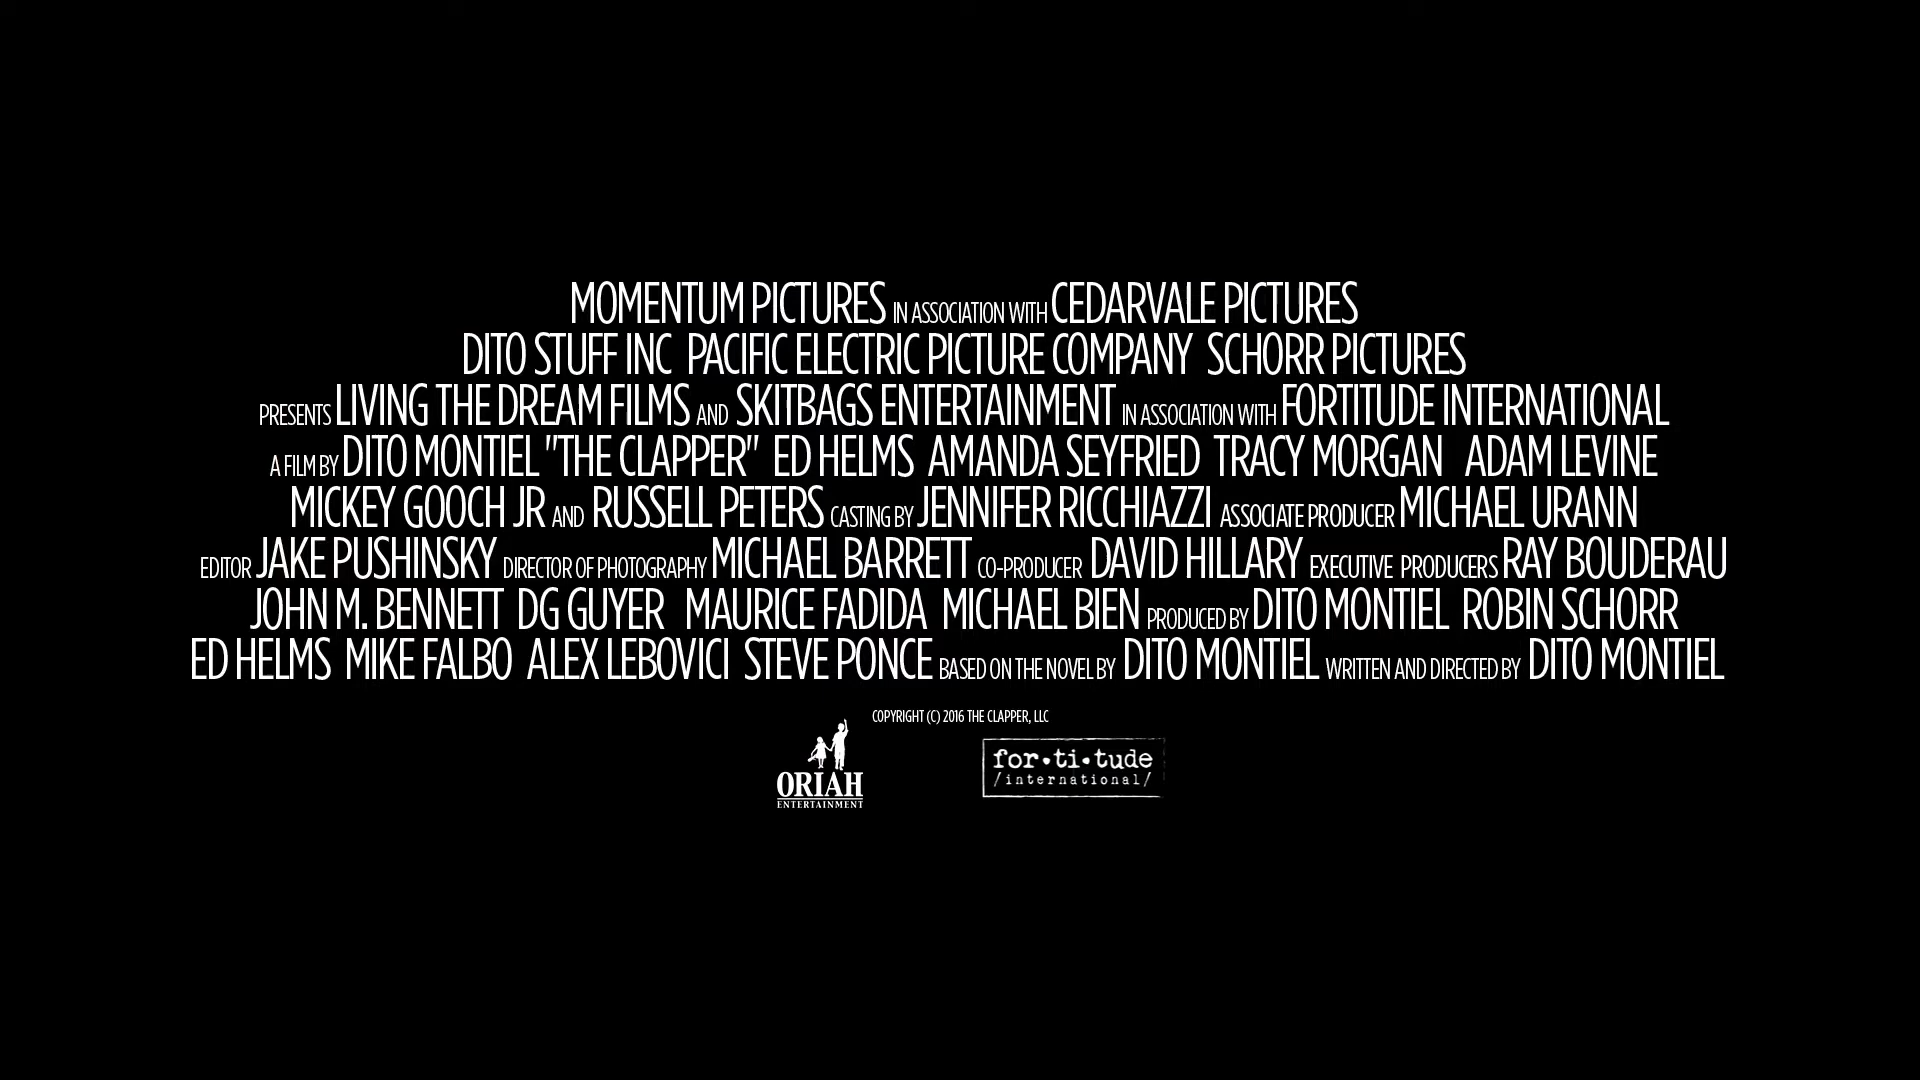 MOMENTUM PICTURES IN ASSOCIATION WITH CEDARVALE PICTURES
DITO STUFF INC PACIFIC ELECTRIC PICTURE COMPANY SCHORR PICTURES
PRESENTS LIVING THE DREAM FILMS AND SKITBAGS ENTERTAINMENT IN ASSOCIATION WITH FORTITUDE INTERNATIONAL
A FILM BY DITO MONTIEL "THE CLAPPER" ED HELMS AMANDA SEYFRIED TRACY MORGAN ADAM LEVINE
MICKEY GOOCH JR AND RUSSELL PETERS CASTING BY JENNIFER RICCHIAZZI ASSOCIATE PRODUCER MICHAEL URANN
EDITOR JAKE PUSHINSKY DIRECTOR OF PHOTOGRAPHY MICHAEL BARRETT CO-PRODUCER DAVID HILLARY EXECUTIVE PRODUCERS RAY BOUDERAU
JOHN M. BENNETT DG GUYER MAURICE FADIDA MICHAEL BIEN PRODUCED BY DITO MONTIEL ROBIN SCHORR
ED HELMS MIKE FALBO ALEX LEBOVICI STEVE PONCE BASED ON THE NOVEL BY DITO MONTIEL WRITTEN AND DIRECTED BY DITO MONTIEL
COPYRIGHT (C) 2016 THE CLAPPER, LLC
ORIAH
ENTERTAINMENT
for•ti•tude
/international/